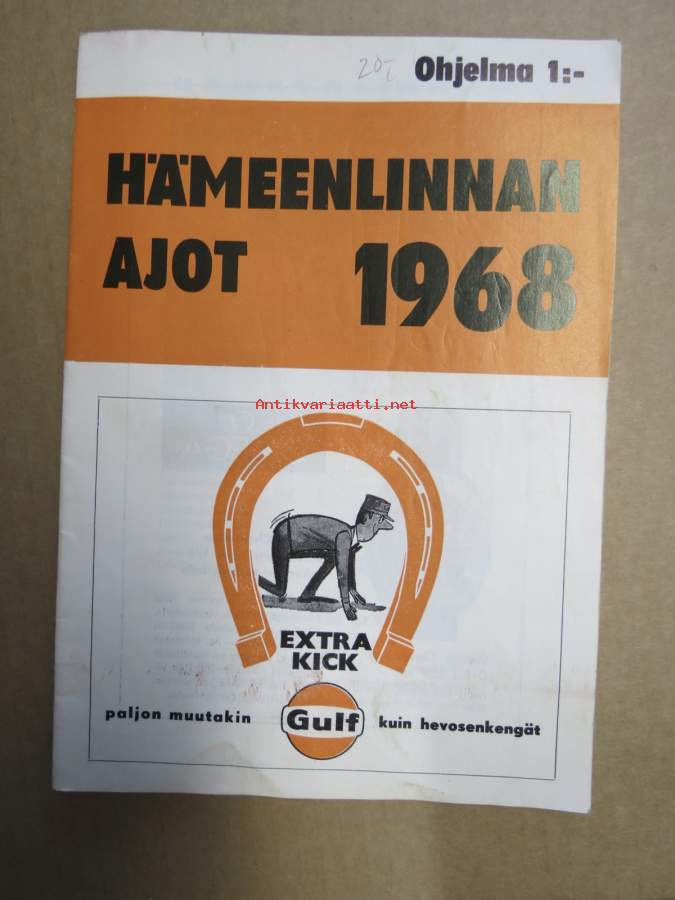 20,- Ohjelma 1:-
HÄMEENLINNAN
AJOT 1968
Antikvariaatti.net
EXTRA
KICK
paljon muutakin Gulf kuin hevosenkengät